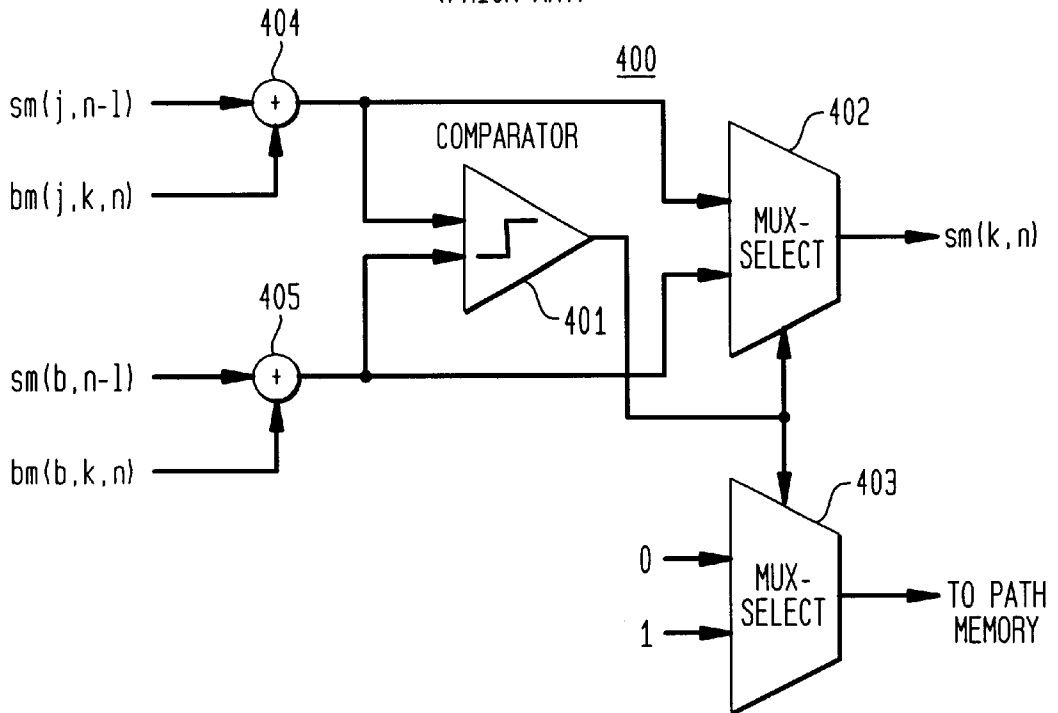 404
400
sm(j,n-1)
COMPARATOR
402
bm(j,k,n)
MUX-
SELECT
sm(k,n)
405
401
sm(b,n-1)
bm(b,k,n)
403
0
MUX-
SELECT
1
TO PATH
MEMORY